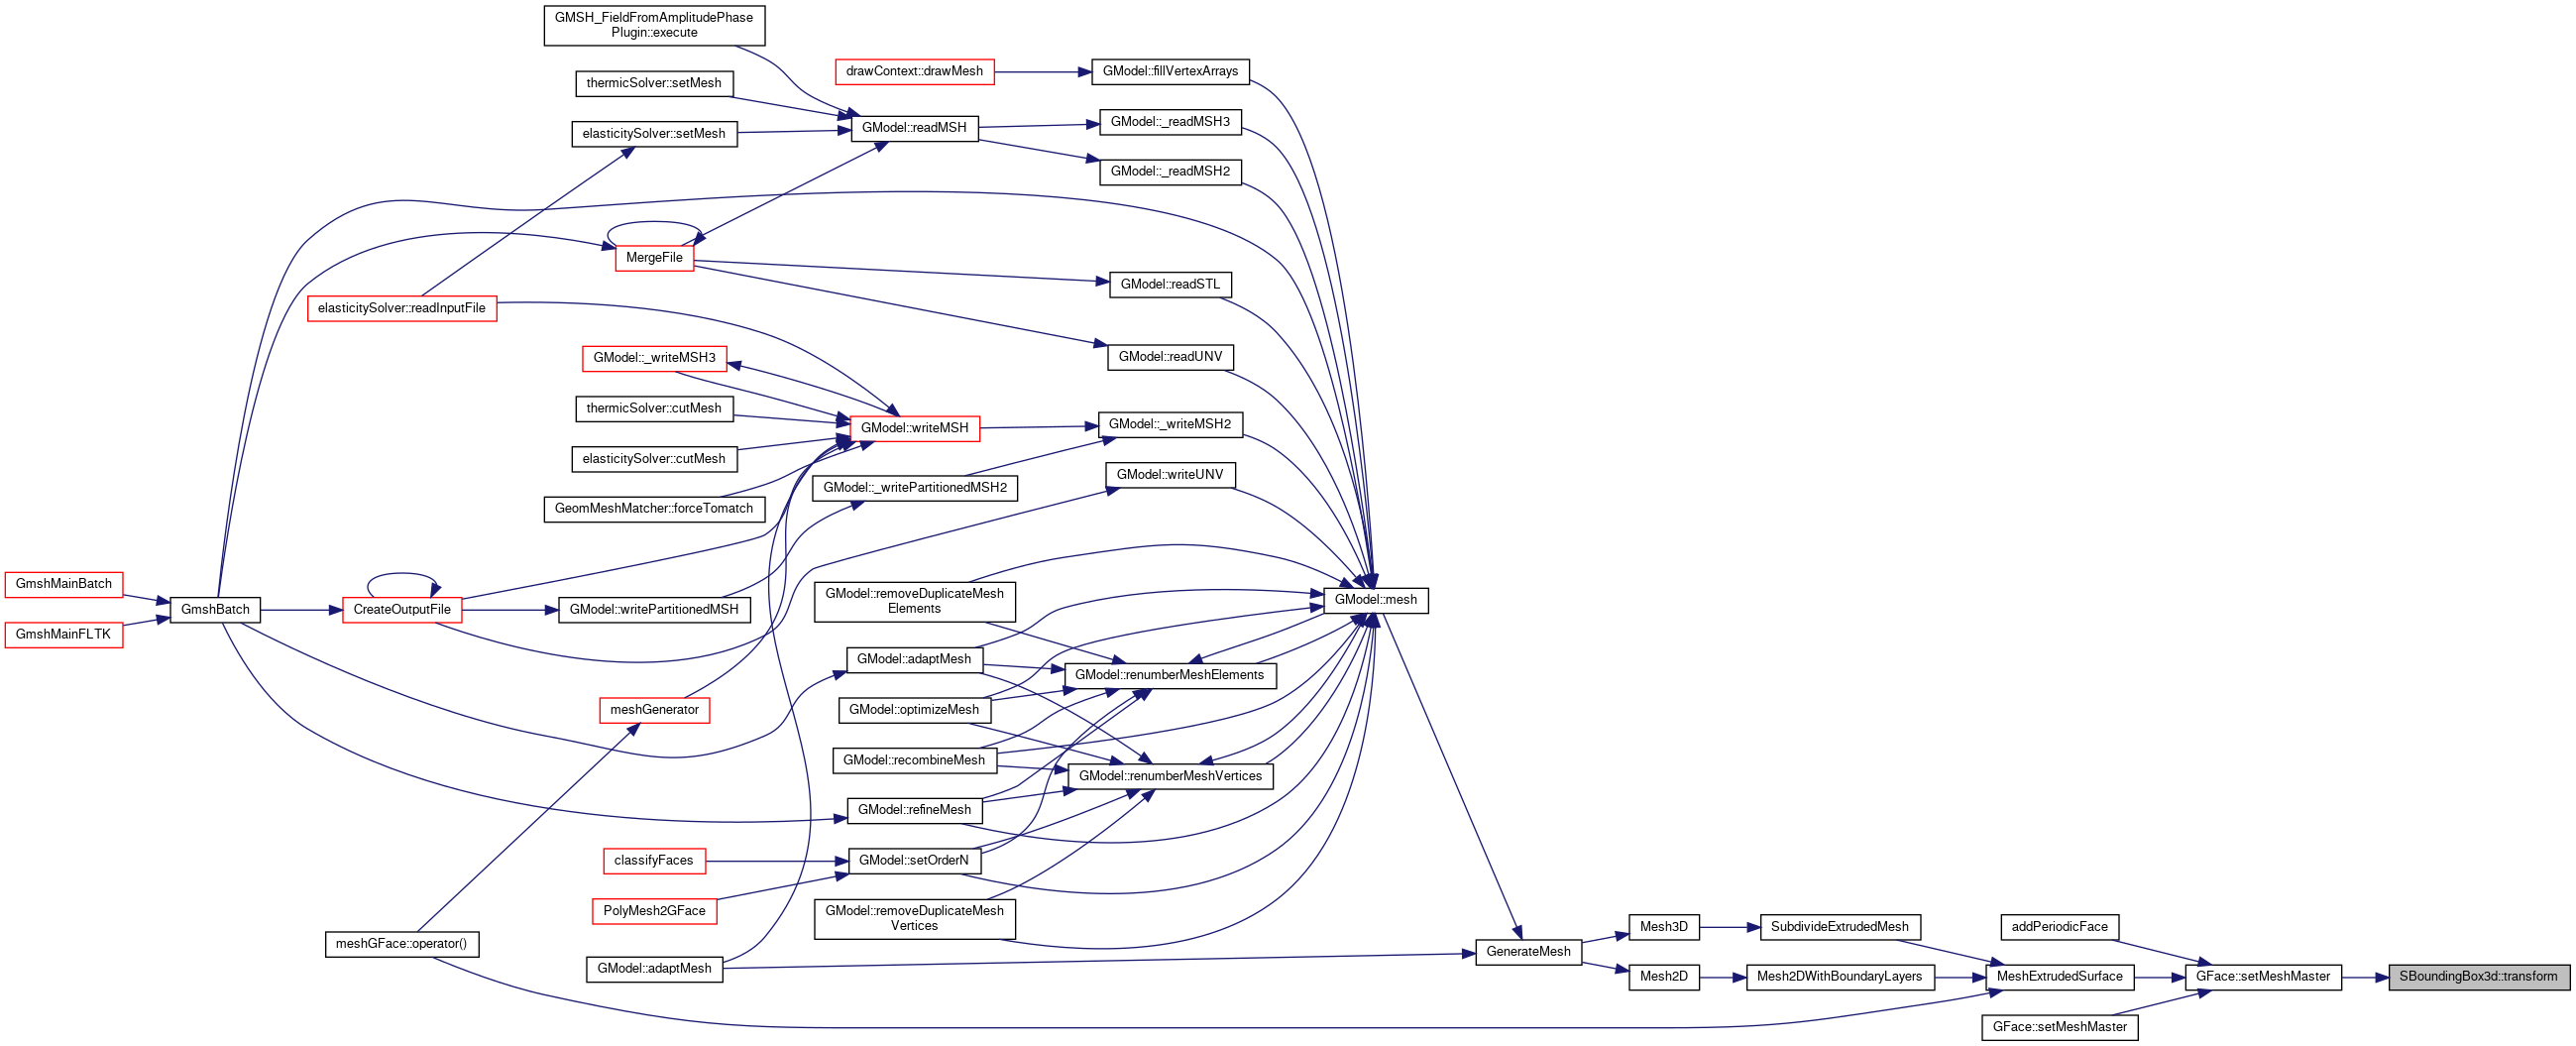 GMSH_FieldFromAmplitudePhase
Plugin::execute
drawContext::drawMesh
GModel::fillVertexArrays
thermicSolver::setMesh
elasticitySolver::setMesh
GModel::readMSH
GModel::_readMSH3
GModel::_readMSH2
MergeFile
GModel::readSTL
elasticitySolver::readInputFile
GModel::_writeMSH3
GModel::readUNV
thermicSolver::cutMesh
GModel::writeMSH
GModel::_writeMSH2
elasticitySolver::cutMesh
GModel::writeUNV
GModel::_writePartitionedMSH2
GeomMeshMatcher::forceTomatch
GmshMainBatch
GmshMainFLTK
GmshBatch
CreateOutputFile
GModel::writePartitionedMSH
GModel::removeDuplicateMesh
Elements
GModel::mesh
GModel::adaptMesh
GModel::renumberMeshElements
meshGenerator
GModel::optimizeMesh
GModel::recombineMesh
GModel::renumberMeshVertices
GModel::refineMesh
classifyFaces
GModel::setOrderN
PolyMesh2GFace
GModel::removeDuplicateMesh
Vertices
meshGFace::operator()
GModel::adaptMesh
GenerateMesh
Mesh3D
Mesh2D
SubdivideExtrudedMesh
Mesh2DWithBoundaryLayers
addPeriodicFace
MeshExtrudedSurface
GFace::setMeshMaster
GFace::setMeshMaster
SBoundingBox3d::transform